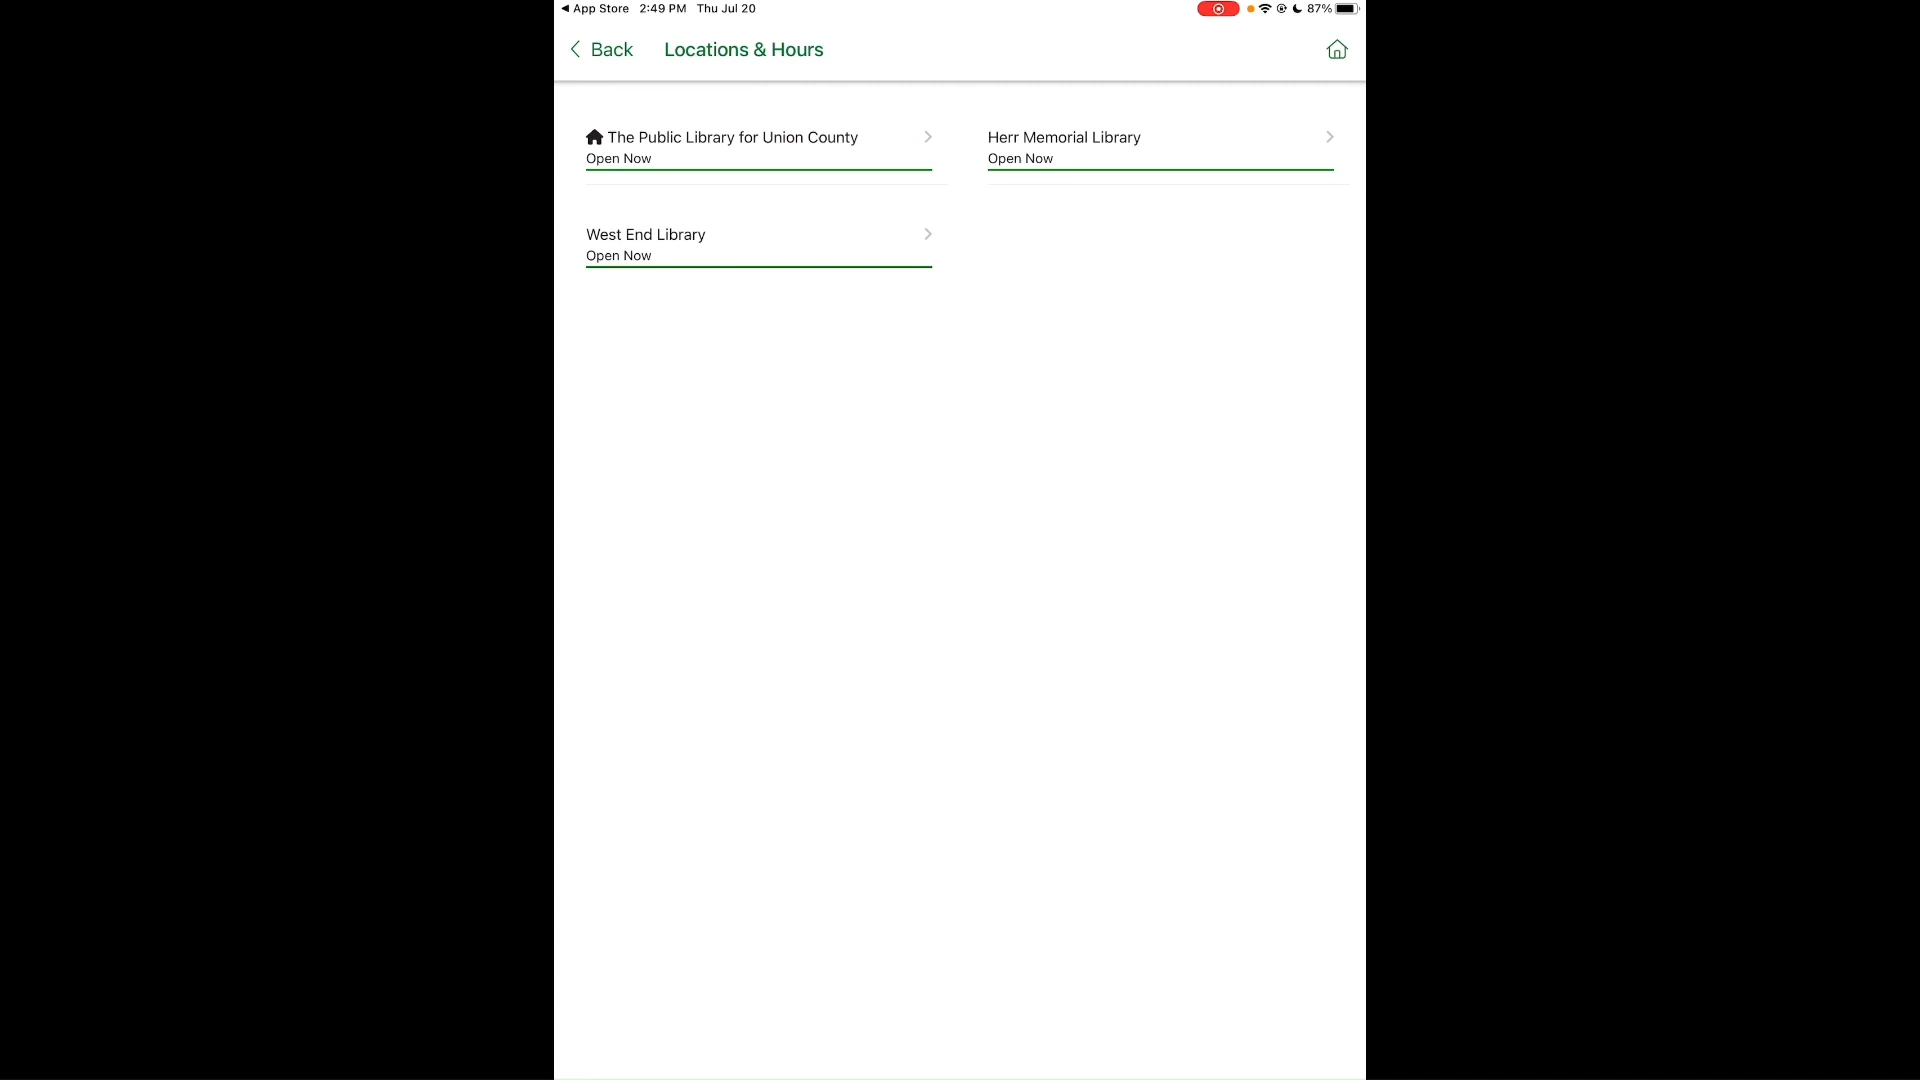 ◀ App Store 2:49 PM Thu Jul 20 87%
Back Locations & Hours
The Public Library for Union County
Open Now
Herr Memorial Library
Open Now
West End Library
Open Now